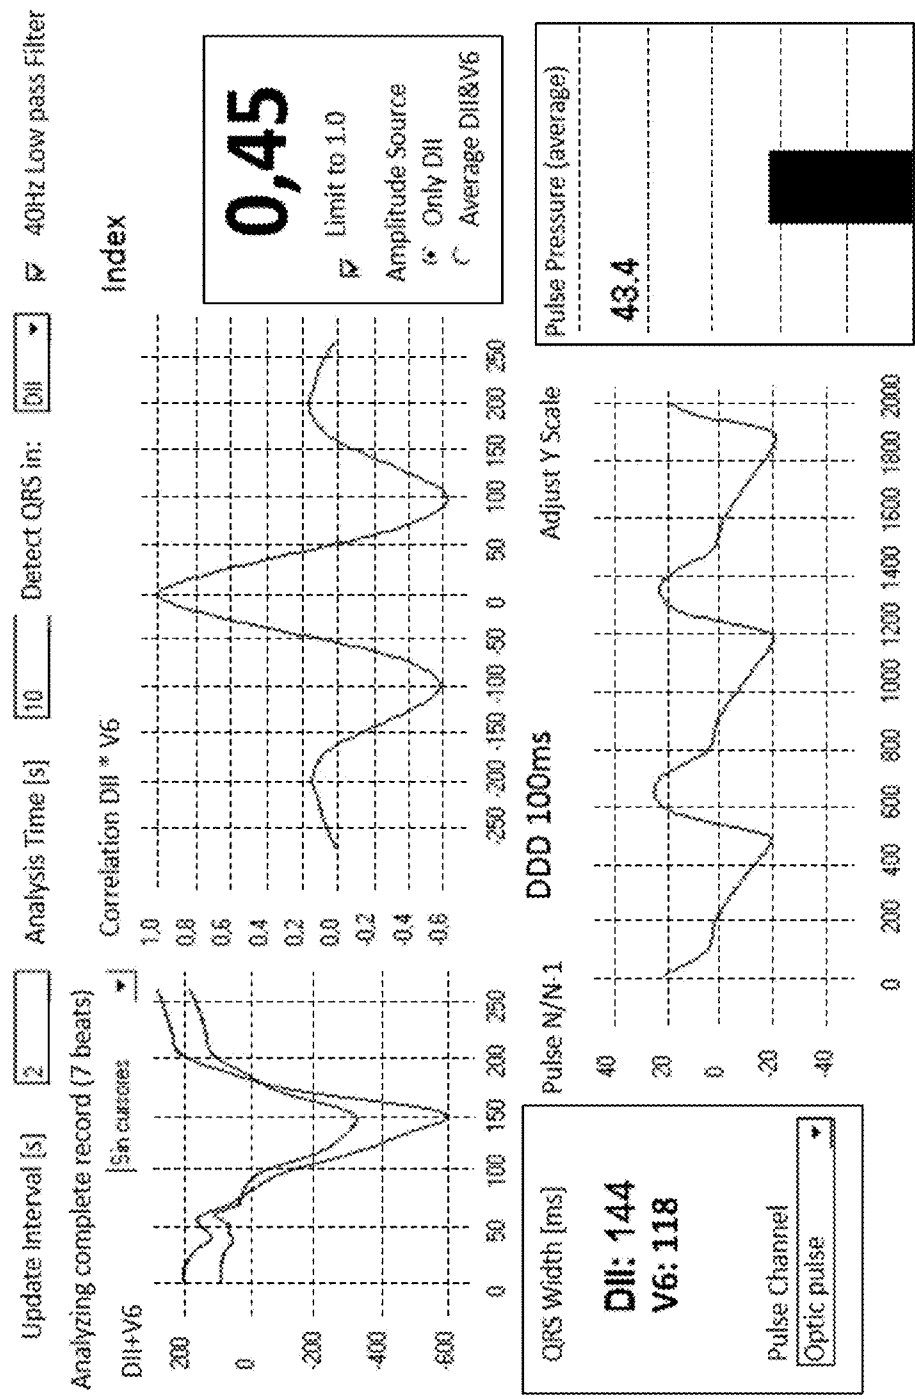 Update Interval [s] 2 Analysis Time [s] 10 Detect QRS in: DII 40Hz Low pass Filter
Analyzing complete record (7 beats)
DII+V6
Sin cursores
200
0
-200
-400
-600
0 50 100 150 200 250
Correlation DII * V6
1.0
0.8
0.6
0.4
0.2
0.0
-0.2
-0.4
-0.6
-250 -200 -150 -100 -50 0 50 100 150 200 250
Index
0,45
Limit to 1.0
Amplitude Source
Only DII
Average DII&V6
QRS Width [ms]
DII: 144
V6: 118
Pulse Channel
Optic pulse
DDD 100ms
Pulse N/N-1
Adjust Y Scale
40
20
0
-20
-40
0 200 400 600 800 1000 1200 1400 1600 1800 2000
Pulse Pressure (average)
43.4